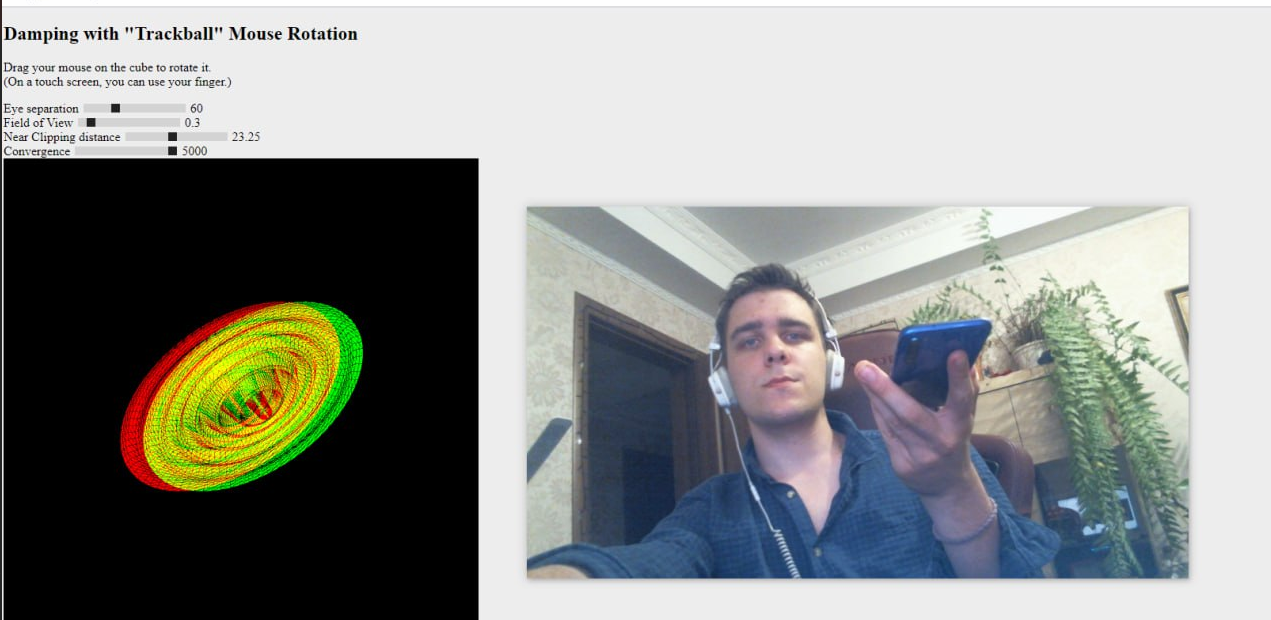 Damping with "Trackball" Mouse Rotation
Drag your mouse on the cube to rotate it.
(On a touch screen, you can use your finger.)
Eye separation 60
Field of View 0.3
Near Clipping distance 23.25
Convergence 5000